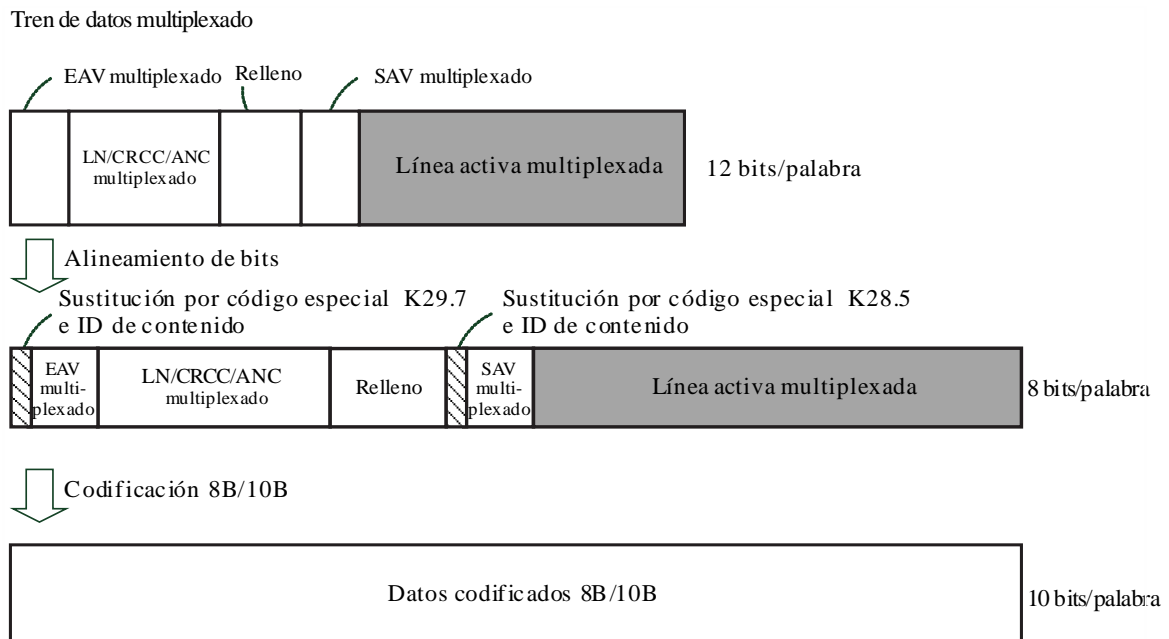 Tren de datos multiplexado
EAV multiplexado
Relleno
SAV multiplexado
LN/CRCC/ANC
multiplexado
Línea activa multiplexada
12 bits/palabra
Alineamiento de bits
Sustitución por código especial K29.7
e ID de contenido
Sustitución por código especial K28.5
e ID de contenido
EAV
multi-
plexado
LN/CRCC/ANC
multiplexado
Relleno
SAV
multi-
plexado
Línea activa multiplexada
8 bits/palabra
Codificación 8B/10B
Datos codificados 8B/10B
10 bits/palabra